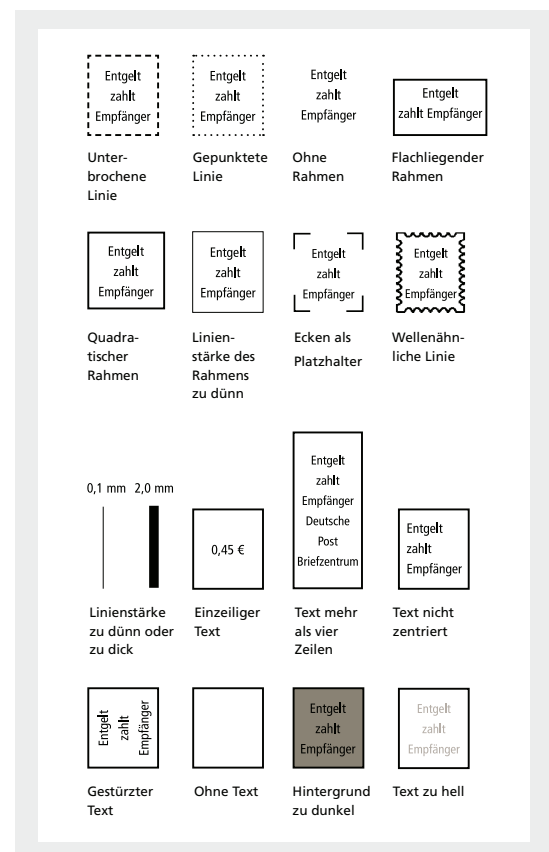 Entgelt
zahlt
Empfänger
Unter-
brochene
Linie
Entgelt
zahlt
Empfänger
Gepunktete
Linie
Entgelt
zahlt
Empfänger
Ohne
Rahmen
Entgelt
zahlt Empfänger
Flachliegender
Rahmen
Entgelt
zahlt
Empfänger
Quadra-
tischer
Rahmen
Entgelt
zahlt
Empfänger
Linien-
stärke des
Rahmens
zu dünn
Entgelt
zahlt
Empfänger
Ecken als
Platzhalter
Entgelt
zahlt
Empfänger
Wellenähn-
liche Linie
0,1 mm 2,0 mm
Linienstärke
zu dünn oder
zu dick
0,45 €
Einzeiliger
Text
Entgelt
zahlt
Empfänger
Deutsche
Post
Briefzentrum
Text mehr
als vier
Zeilen
Entgelt
zahlt
Empfänger
Text nicht
zentriert
Entgelt
zahlt
Empfänger
Gestürzter
Text
Ohne Text
Entgelt
zahlt
Empfänger
Hintergrund
zu dunkel
Entgelt
zahlt
Empfänger
Text zu hell